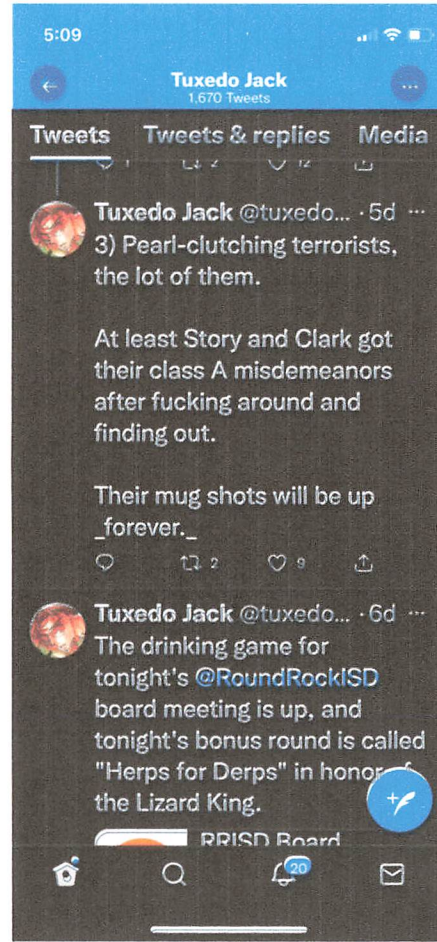 5:09
Tuxedo Jack
1,670 Tweets
Tweets Tweets & replies Media
1 2 12
Tuxedo Jack @tuxedo... · 5d ···
3) Pearl-clutching terrorists,
the lot of them.
At least Story and Clark got
their class A misdemeanors
after fucking around and
finding out.
Their mug shots will be up
_forever._
2 9
Tuxedo Jack @tuxedo... · 6d ···
The drinking game for
tonight's @RoundRockISD
board meeting is up, and
tonight's bonus round is called
"Herps for Derps" in honor of
the Lizard King.
RRISD Board
20